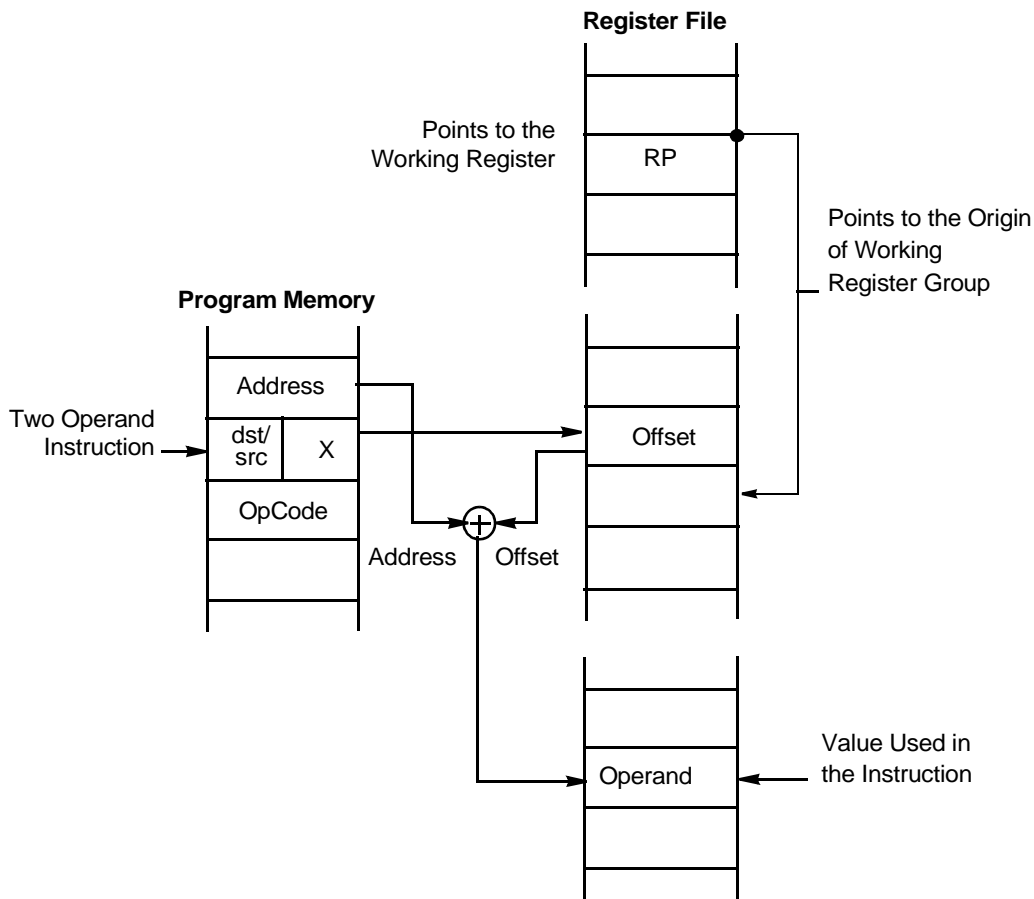 Register File
Points to the
Working Register
RP
Points to the Origin
of Working
Register Group
Program Memory
Address
Two Operand
Instruction
dst/
src
X
Offset
OpCode
Address
Offset
Operand
Value Used in
the Instruction